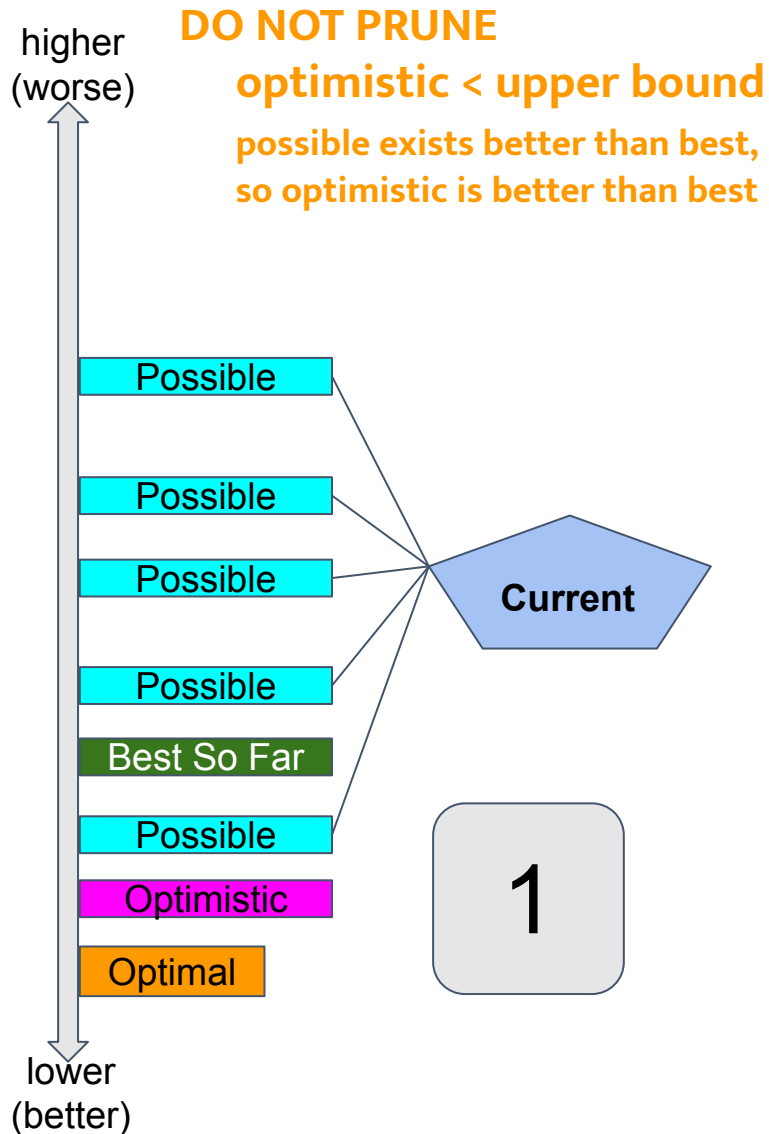 DO NOT PRUNE
higher
(worse)
optimistic < upper bound
possible exists better than best,
so optimistic is better than best
Possible
Possible
Possible
Current
Possible
Best So Far
Possible
1
Optimistic
Optimal
lower
(better)